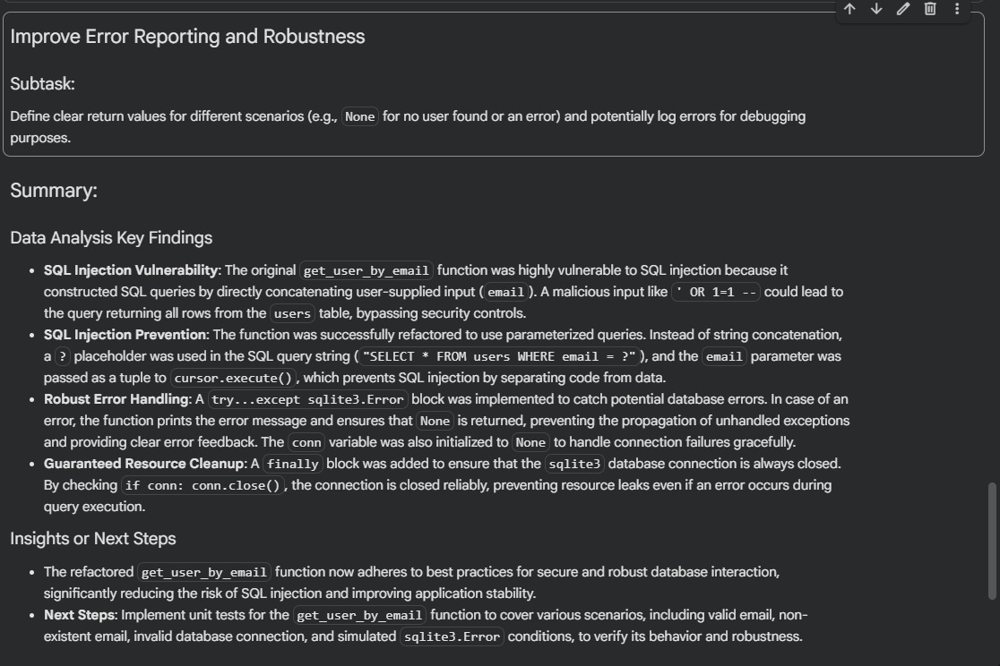 Improve Error Reporting and Robustness
Subtask:
Define clear return values for different scenarios (e.g., None for no user found or an error) and potentially log errors for debugging
purposes.
Summary:
Data Analysis Key Findings
• SQL Injection Vulnerability: The original get_user_by_email function was highly vulnerable to SQL injection because it
constructed SQL queries by directly concatenating user-supplied input ( email ). A malicious input like ' OR 1=1 -- could lead to
the query returning all rows from the users table, bypassing security controls.
• SQL Injection Prevention: The function was successfully refactored to use parameterized queries. Instead of string concatenation,
a ? placeholder was used in the SQL query string ( "SELECT * FROM users WHERE email = ?" ), and the email parameter was
passed as a tuple to cursor.execute() , which prevents SQL injection by separating code from data.
• Robust Error Handling: A try...except sqlite3.Error block was implemented to catch potential database errors. In case of an
error, the function prints the error message and ensures that None is returned, preventing the propagation of unhandled exceptions
and providing clear error feedback. The conn variable was also initialized to None to handle connection failures gracefully.
• Guaranteed Resource Cleanup: A finally block was added to ensure that the sqlite3 database connection is always closed.
By checking if conn: conn.close() , the connection is closed reliably, preventing resource leaks even if an error occurs during
query execution.
Insights or Next Steps
• The refactored get_user_by_email function now adheres to best practices for secure and robust database interaction,
significantly reducing the risk of SQL injection and improving application stability.
• Next Steps: Implement unit tests for the get_user_by_email function to cover various scenarios, including valid email, non-
existent email, invalid database connection, and simulated sqlite3.Error conditions, to verify its behavior and robustness.